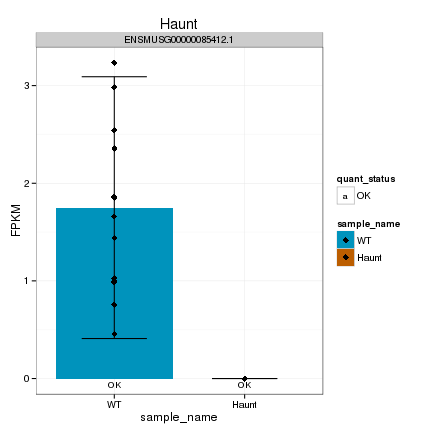 Haunt
ENSMUSG00000085412.1
3
2
1
0
FPKM
OK
OK
WT
Haunt
sample_name
quant_status
a OK
sample_name
WT
Haunt